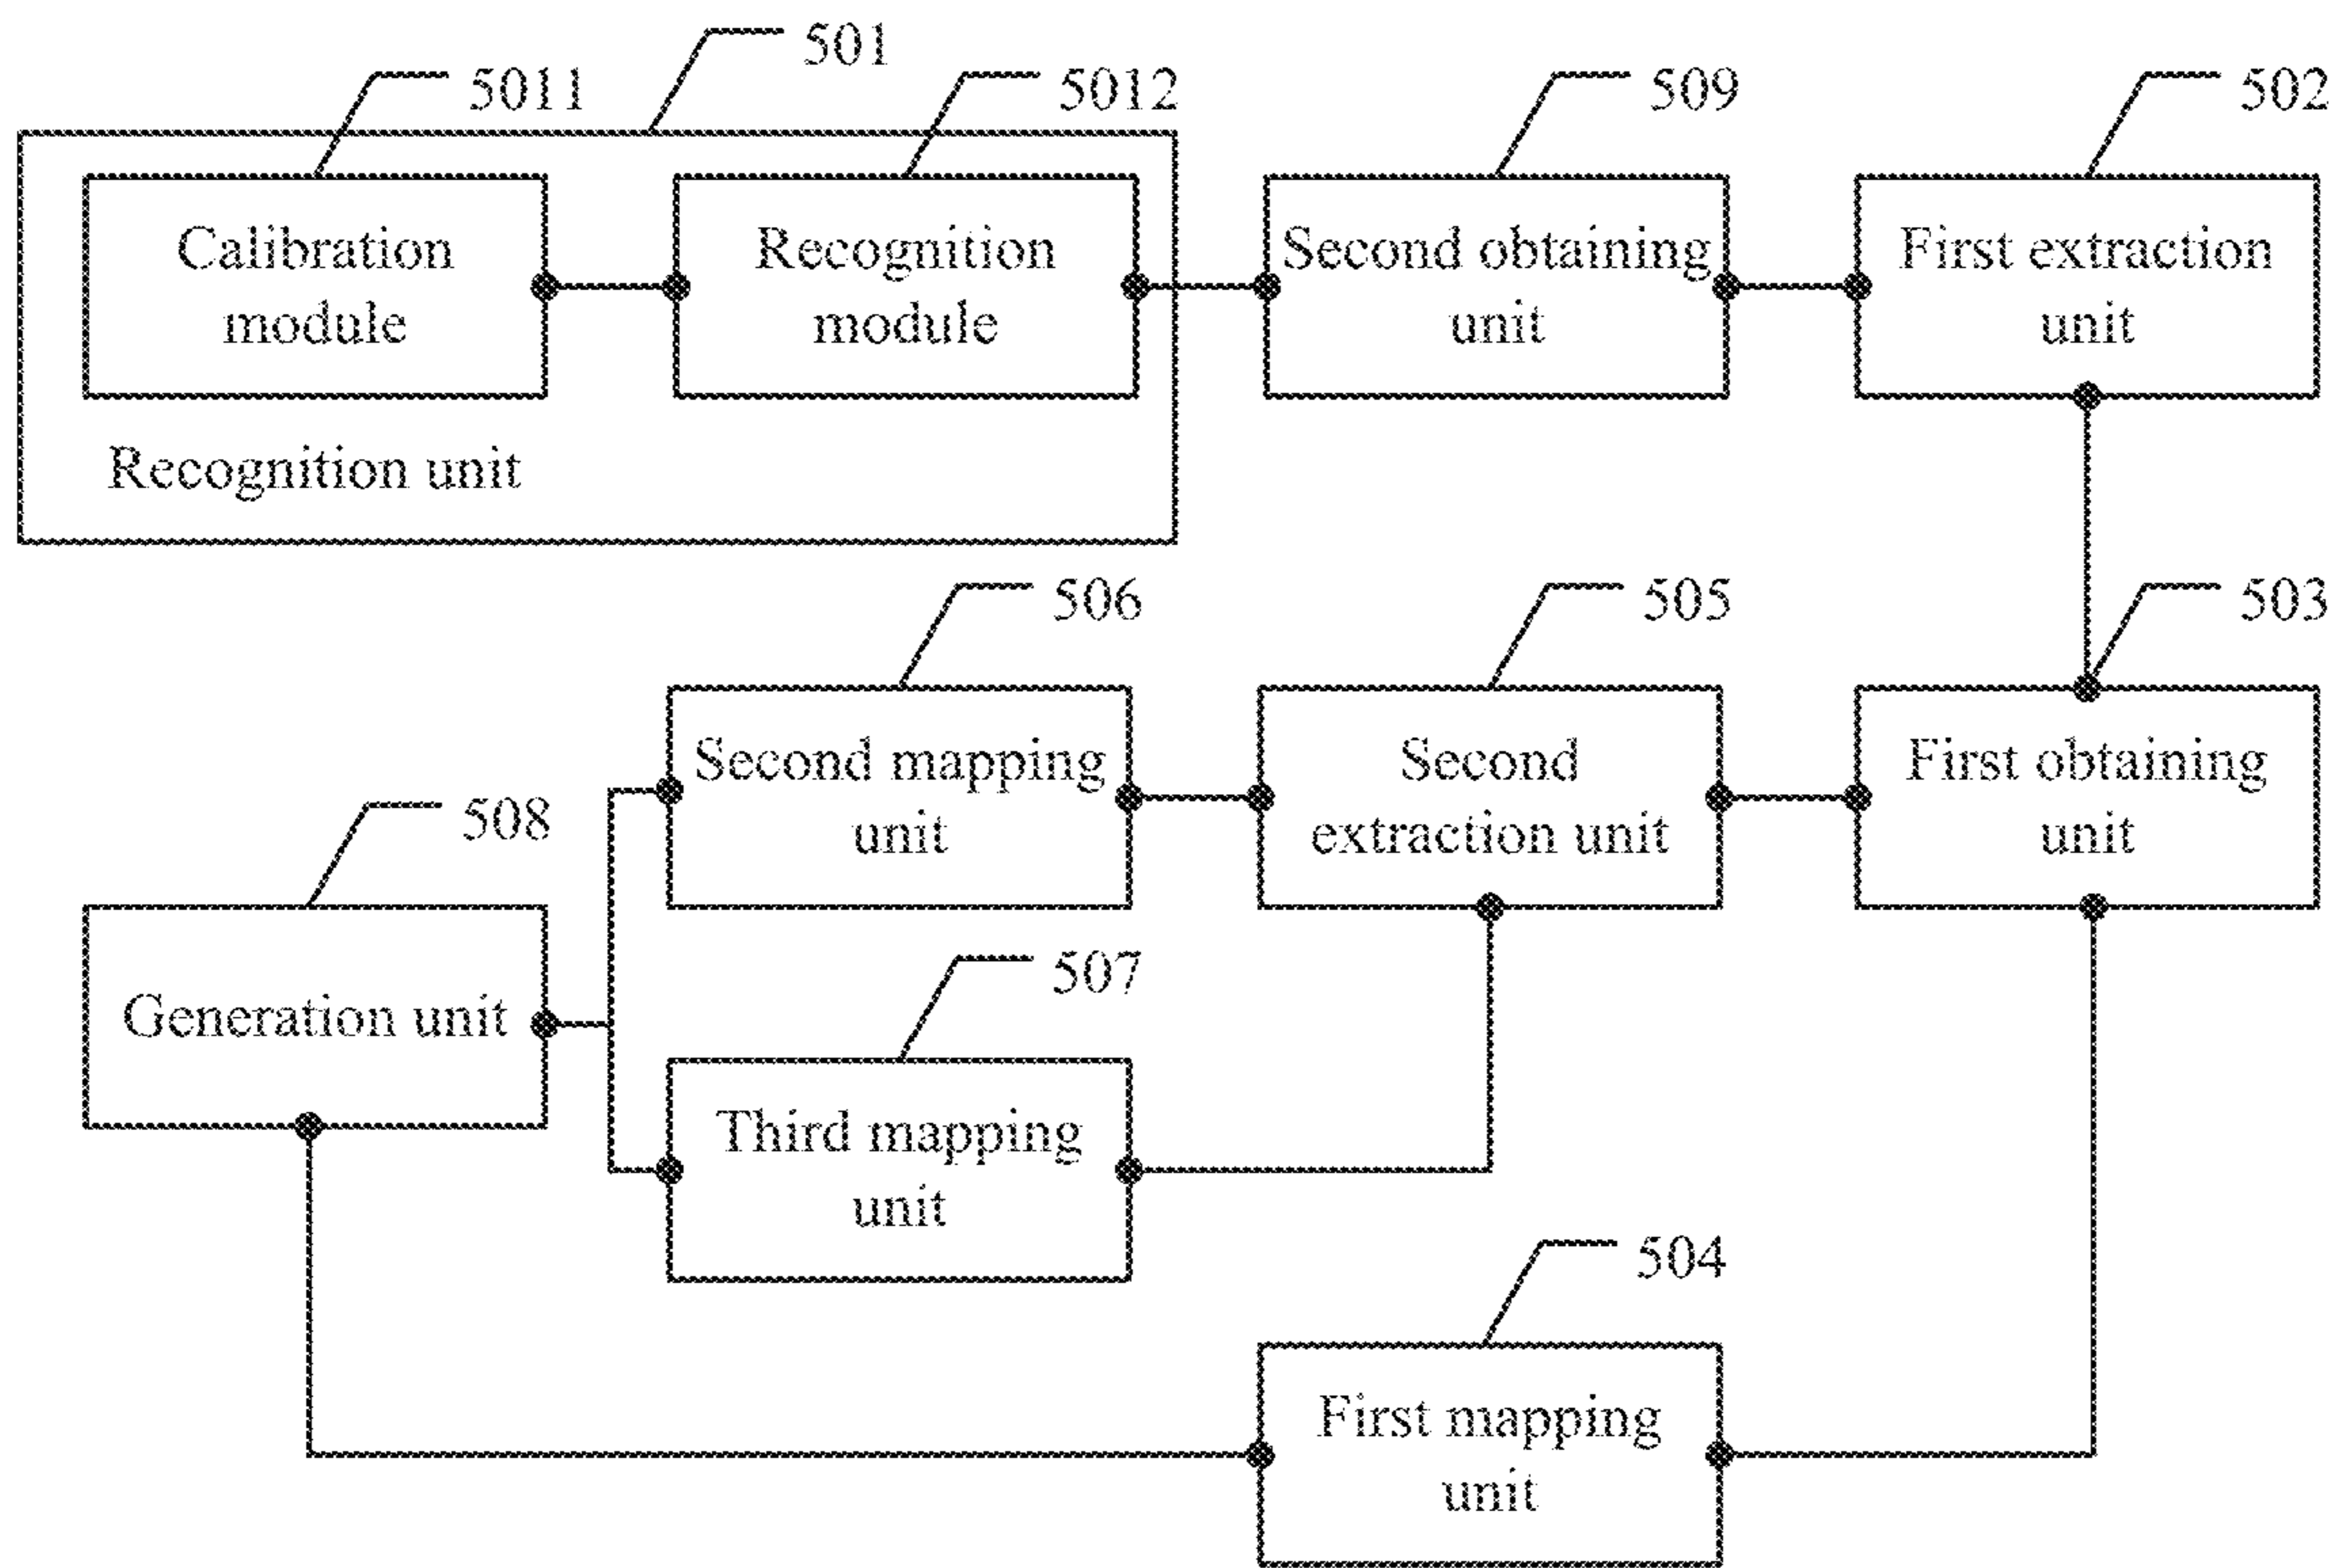 501
5011
5012
509
502
Calibration
module
Recognition
module
Second obtaining
unit
First extraction
unit
Recognition unit
506
505
503
Second mapping
unit
Second
extraction unit
First obtaining
unit
508
Generation unit
507
Third mapping
unit
504
First mapping
unit